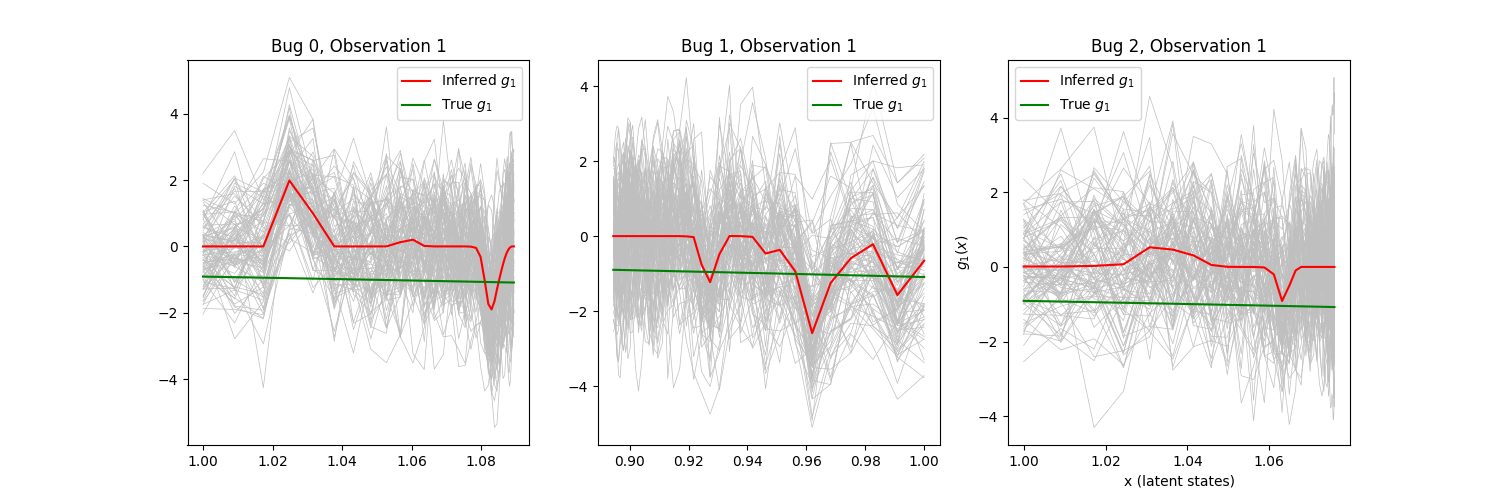 Bug 0, Observation 1
Inferred g₁
True g₁
4
2
0
−2
−4
1.00 1.02 1.04 1.06 1.08
Bug 1, Observation 1
Inferred g₁
True g₁
4
2
0
−2
−4
0.90 0.92 0.94 0.96 0.98 1.00
Bug 2, Observation 1
Inferred g₁
True g₁
g₁(x)
4
2
0
−2
−4
1.00 1.02 1.04 1.06
x (latent states)